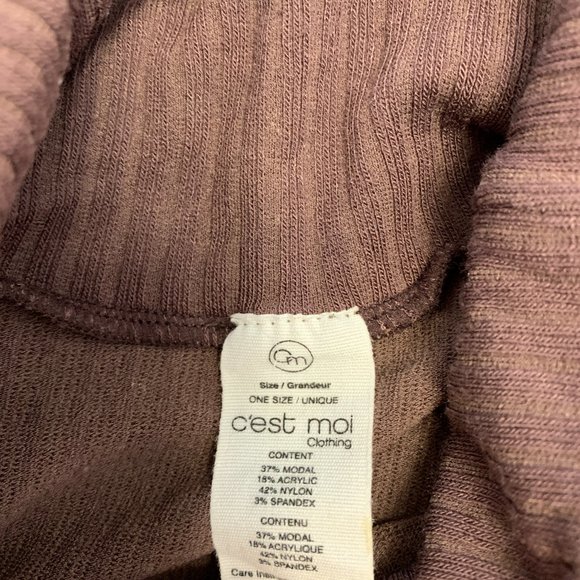 cm
Size / Grandeur
ONE SIZE / UNIQUE
c'est moi
Clothing
CONTENT
37% MODAL
18% ACRYLIC
42% NYLON
3% SPANDEX
CONTENU
37% MODAL
18% ACRYLIQUE
42% NYLON
3% SPANDEX
Care